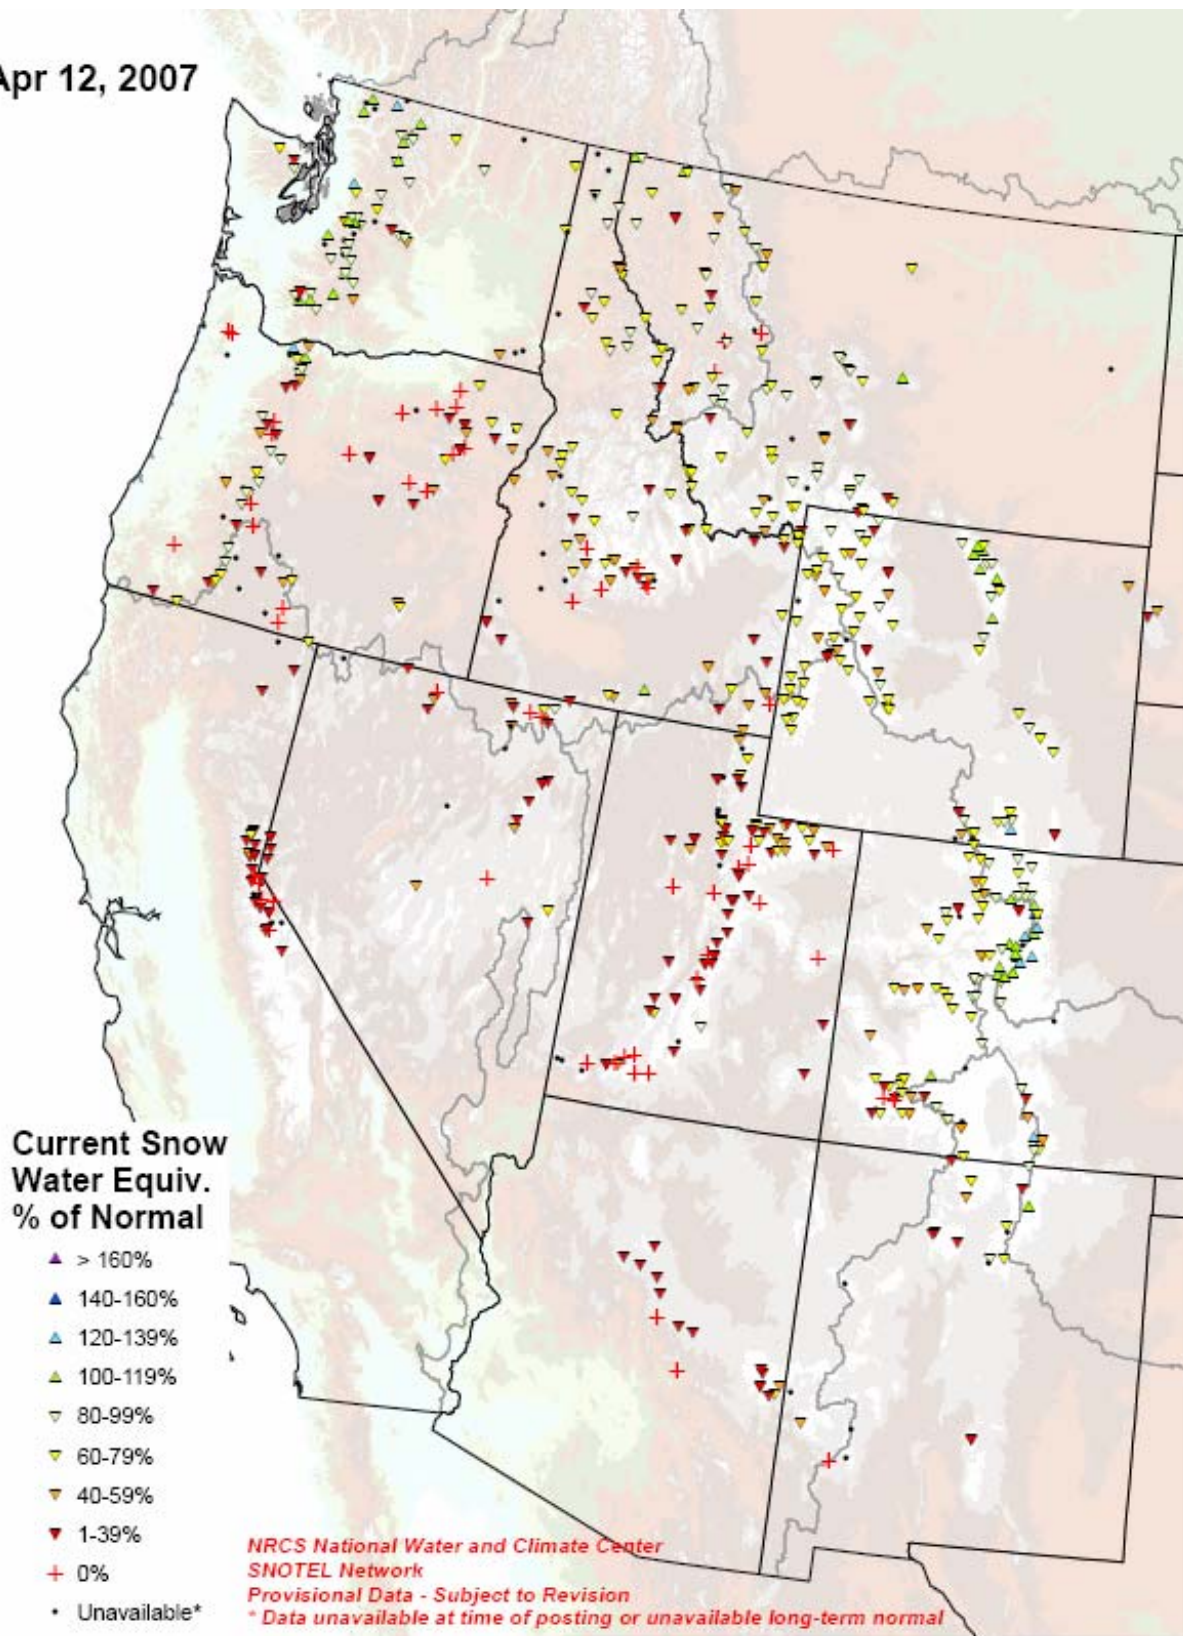 Apr 12, 2007
Current Snow
Water Equiv.
% of Normal
> 160%
140-160%
120-139%
100-119%
80-99%
60-79%
40-59%
1-39%
0%
Unavailable*
NRCS National Water and Climate Center
SNOTEL Network
Provisional Data - Subject to Revision
* Data unavailable at time of posting or unavailable long-term normal